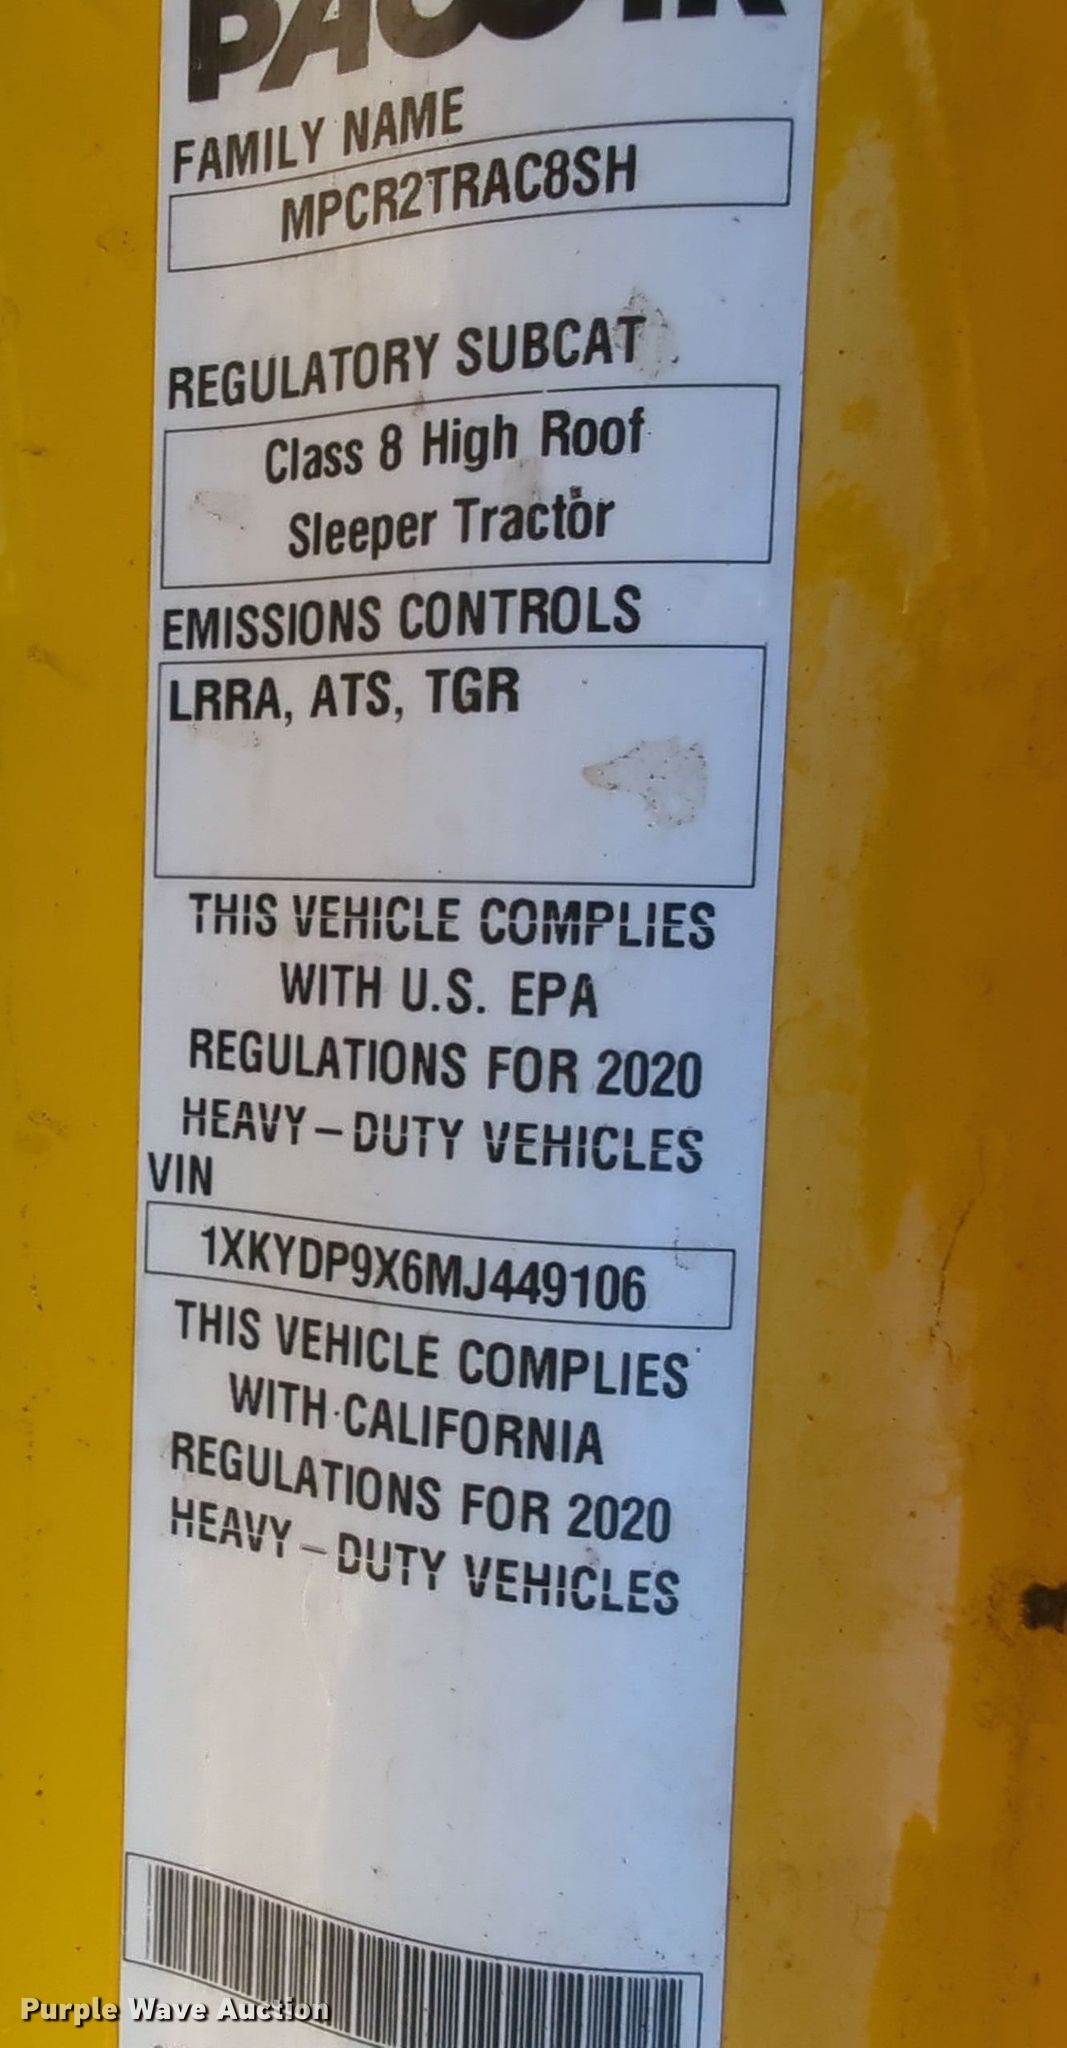 PACCAR
FAMILY NAME
MPCR2TRAC8SH
REGULATORY SUBCAT
Class 8 High Roof
Sleeper Tractor
EMISSIONS CONTROLS
LRRA, ATS, TGR
THIS VEHICLE COMPLIES
WITH U.S. EPA
REGULATIONS FOR 2020
HEAVY-DUTY VEHICLES
VIN
1XKYDP9X6MJ449106
THIS VEHICLE COMPLIES
WITH CALIFORNIA
REGULATIONS FOR 2020
HEAVY-DUTY VEHICLES
Purple Wave Auction